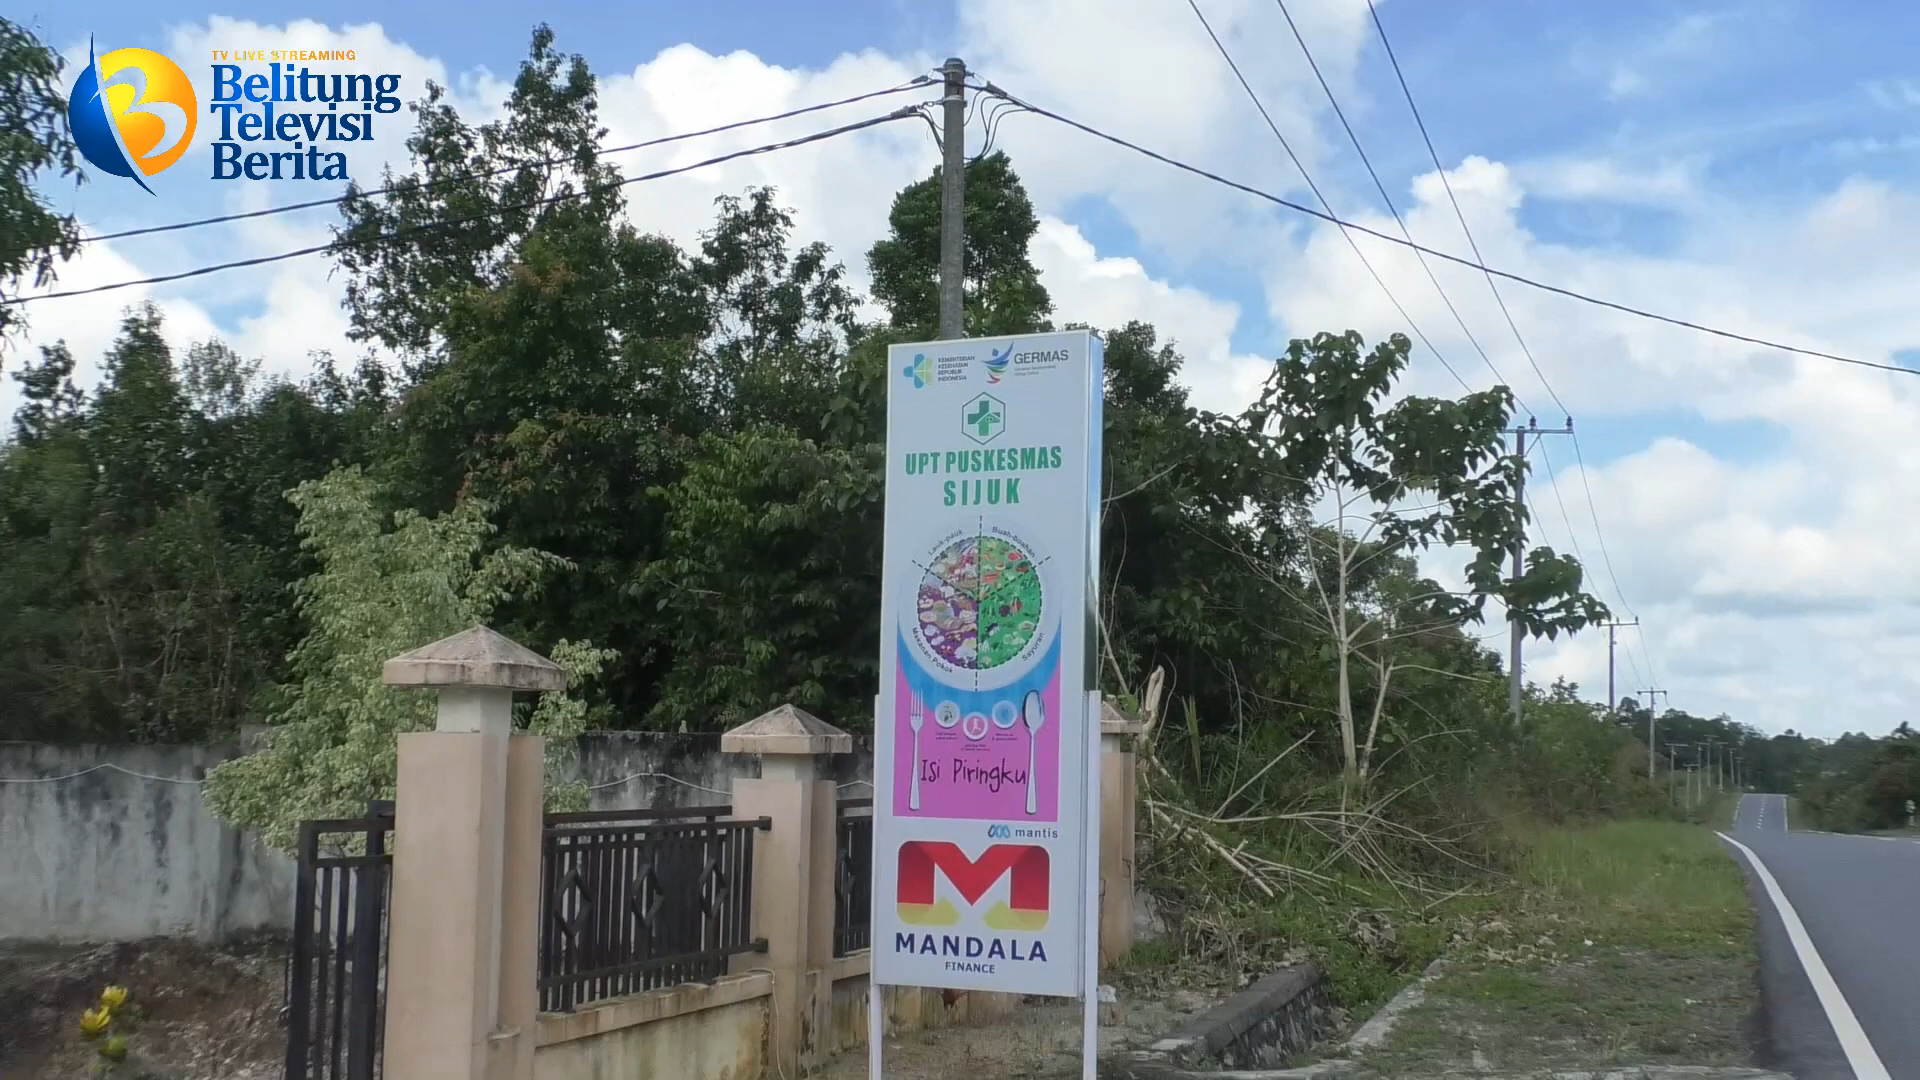 TV LIVE STREAMING
Belitung
Televisi
Berita
KEMENTERIAN
KESEHATAN
REPUBLIK
INDONESIA
GERMAS
UPT PUSKESMAS
SIJUK
Lauk-pauk
Buah-buahan
Makanan Pokok
Sayuran
Isi Piringku
mantis
MANDALA
FINANCE